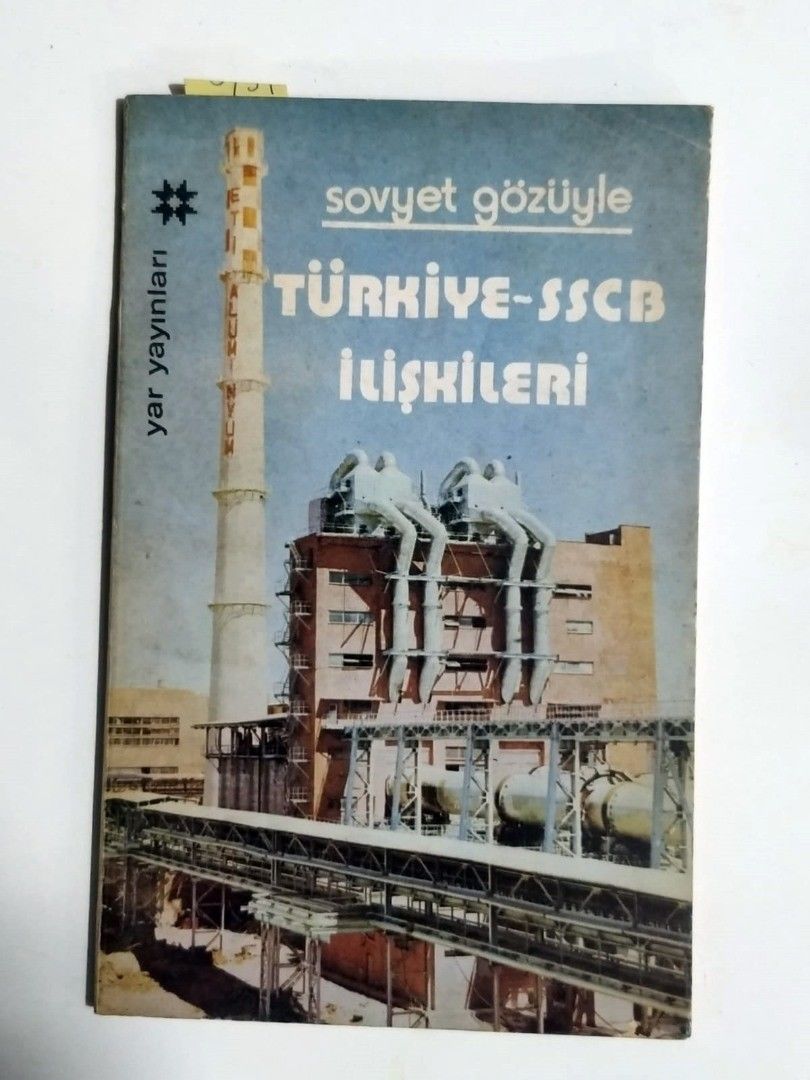 sovyet gözüyle
TÜRKİYE-SSCB
İLİŞKİLERİ
yar yayınları
ETİ ALÜMİNYUM